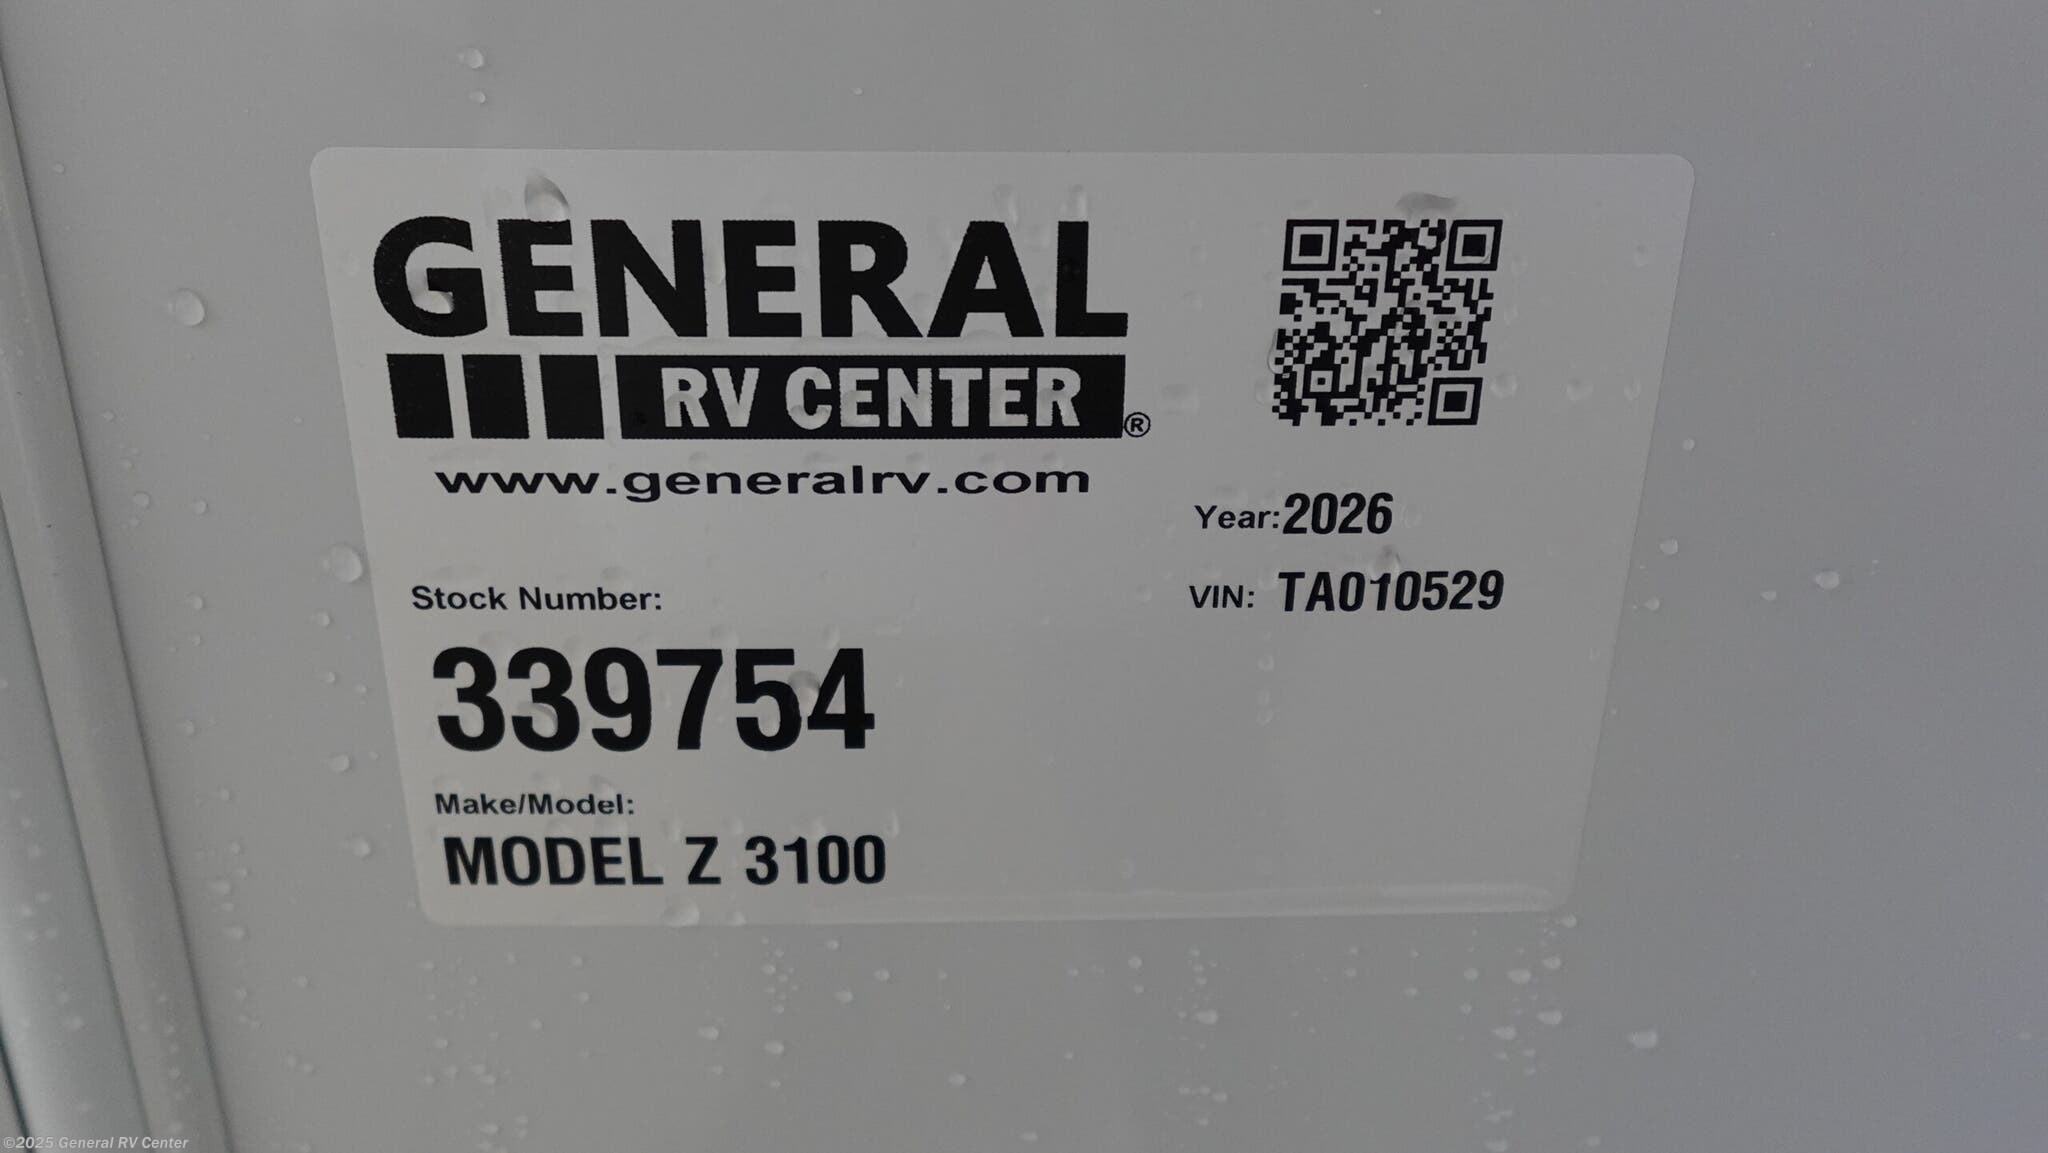 GENERAL
RV CENTER®
www.generalrv.com
Year: 2026
VIN: TA010529
Stock Number:
339754
Make/Model:
MODEL Z 3100
©2025 General RV Center